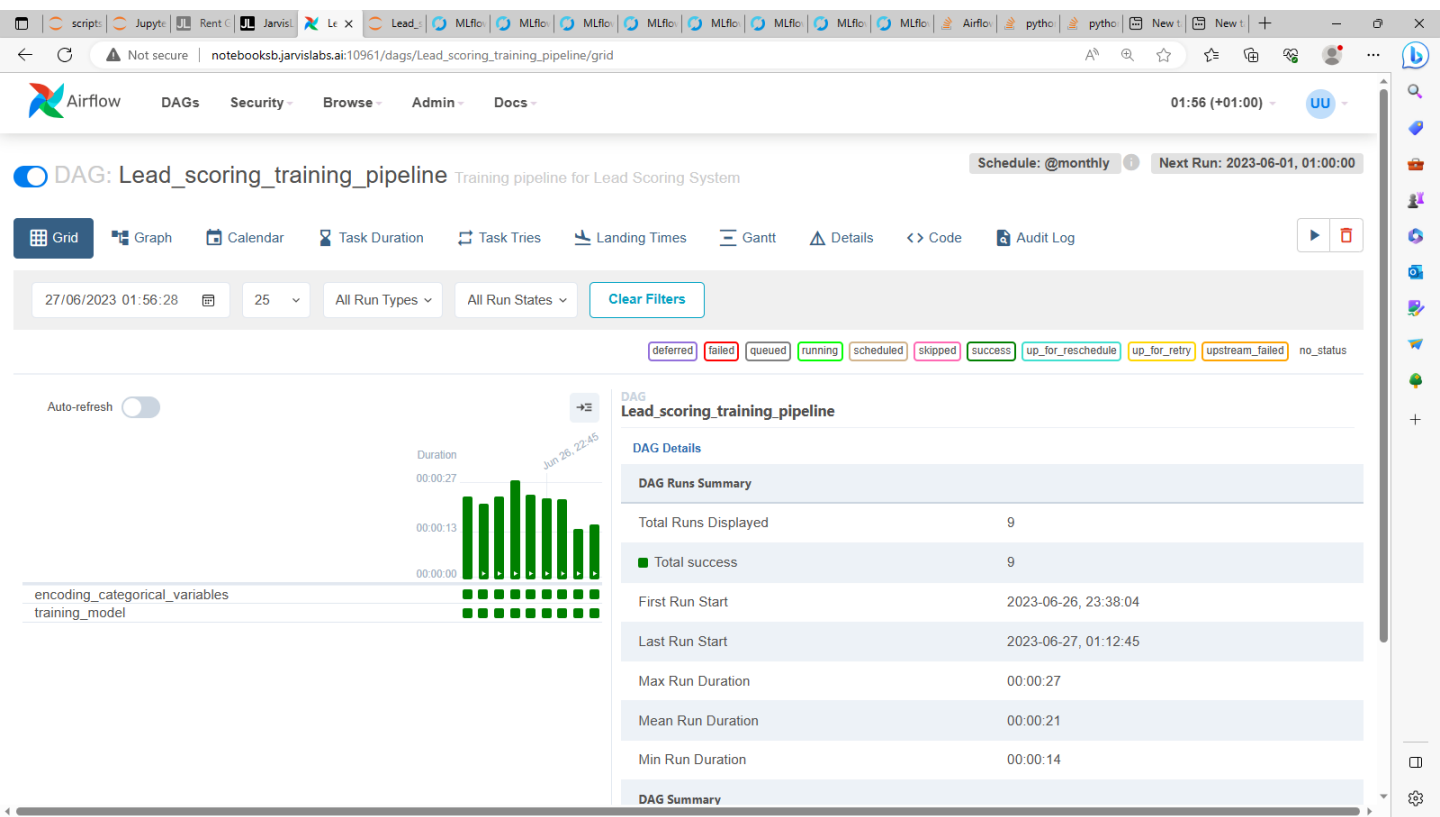 scripts Jupyte Rent G JarvisL Le Lead_s MLflo MLflo MLflo MLflo MLflo MLflo MLflo MLflo Airflov pytho pytho New t New t
Not secure notebooksb.jarvislabs.ai:10961/dags/Lead_scoring_training_pipeline/grid
Airflow DAGs Security Browse Admin Docs 01:56 (+01:00) UU
Schedule: @monthly Next Run: 2023-06-01, 01:00:00
DAG: Lead_scoring_training_pipeline Training pipeline for Lead Scoring System
Grid Graph Calendar Task Duration Task Tries Landing Times Gantt Details Code Audit Log
27/06/2023 01:56:28 25 All Run Types All Run States Clear Filters
deferred failed queued running scheduled skipped success up_for_reschedule up_for_retry upstream_failed no_status
Auto-refresh
Jun 26, 22:45
Duration
00:00:27
00:00:13
00:00:00
encoding_categorical_variables
training_model
DAG
Lead_scoring_training_pipeline
DAG Details
DAG Runs Summary
Total Runs Displayed 9
Total success 9
First Run Start 2023-06-26, 23:38:04
Last Run Start 2023-06-27, 01:12:45
Max Run Duration 00:00:27
Mean Run Duration 00:00:21
Min Run Duration 00:00:14
DAG Summary